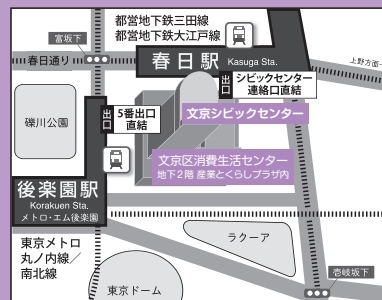 都営地下鉄三田線
都営地下鉄大江戸線
富坂下
春日通り
春日駅 Kasuga Sta.
上野方面→
出口
シビックセンター
連絡口直結
礫川公園
出口
5番出口
直結
文京シビックセンター
文京区消費生活センター
地下2階 産業とくらしプラザ内
後楽園駅
Korakuen Sta.
メトロ・エム後楽園
東京メトロ
丸ノ内線／
南北線
ラクーア
東京ドーム
壱岐坂下